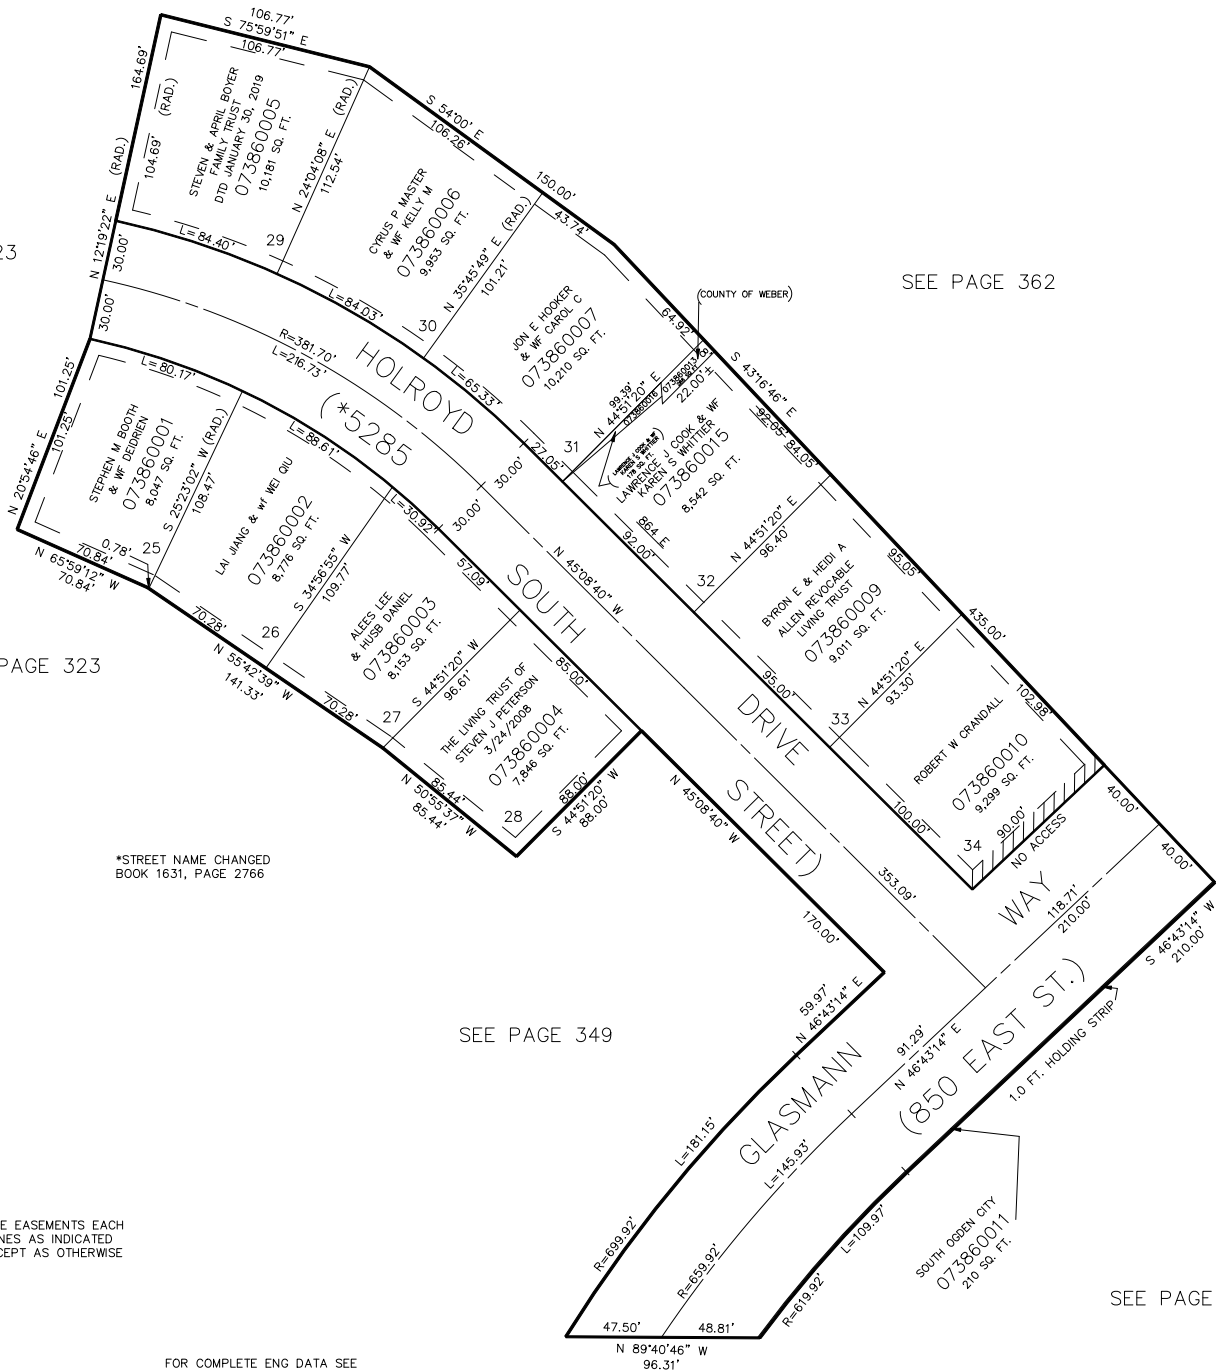 106.77'
S 75°59'51" E
106.77'
164.69'
104.69'
(RAD.)
STEVEN & APRIL BOYER
FAMILY TRUST
DTD JANUARY 30, 2019
073860005
10,181 SQ. FT.
N 24°04'08" E (RAD.)
112.54'
S 54°00' E
106.26'
150.00'
43.74'
CYRUS P MASTER
& WF KELLY M
073860006
9,953 SQ. FT.
N 12°19'22" E (RAD.)
30.00'
30.00'
L=84.40'
29
L=84.03'
30
N 35°45'49" E (RAD.)
101.21'
JON E HOOKER
& WF CAROL C
073860007
10,210 SQ. FT.
64.92'
(COUNTY OF WEBER)
SEE PAGE 362
23
R=381.70'
L=216.73'
HOLROYD
(*5285
L=65.33'
31
27.05'
99.39'
N 44°51'20" E
073860016
073860013
22.00'±
S 43°16'46" E
92.05'
84.05'
LAWRENCE J COOK & WF
KAREN S WHITTIER
LAWRENCE J COOK & WF
KAREN S WHITTIER
073860015
8,542 SQ. FT.
864 E
92.00'
32
N 44°51'20" E
96.40'
101.25'
101.25'
N 20°54'46" E
L=80.17'
STEPHEN M BOOTH
& WF DEIDRIEN
073860001
8,047 SQ. FT.
S 25°23'02" W (RAD.)
108.47'
0.78'
25
70.84'
N 65°59'12" W
70.84'
L=88.61'
LAI JIANG & wf WEI QIU
073860002
8,776 SQ. FT.
S 34°56'55" W
109.77'
26
70.28'
N 55°42'39" W
141.33'
L=30.92'
30.00'
30.00'
57.09'
ALEES LEE
& HUSB DANIEL
073860003
8,153 SQ. FT.
S 44°51'20" W
96.61'
27
70.28'
PAGE 323
SOUTH
N 45°08'40" W
85.00'
THE LIVING TRUST OF
STEVEN J PETERSON
3/24/2008
073860004
7,846 SQ. FT.
85.44'
N 50°55'37" W
85.44'
28
88.00'
S 44°51'20" W
88.00'
BYRON E & HEIDI A
ALLEN REVOCABLE
LIVING TRUST
073860009
9,011 SQ. FT.
95.05'
95.00'
33
N 44°51'20" E
93.30'
435.00'
102.98'
ROBERT W CRANDALL
073860010
9,299 SQ. FT.
100.00'
34
90.00'
NO ACCESS
DRIVE
STREET)
N 45°08'40" W
353.09'
170.00'
40.00'
40.00'
WAY
118.71'
210.00'
S 46°43'14" W
210.00'
*STREET NAME CHANGED
BOOK 1631, PAGE 2766
SEE PAGE 349
59.97'
N 46°43'14" E
91.29'
N 46°43'14" E
GLASMANN
(850 EAST ST.)
1.0 FT. HOLDING STRIP
L=181.15'
L=145.93'
L=109.97'
R=699.92'
R=659.92'
R=619.92'
SOUTH OGDEN CITY
073860011
210 SQ. FT.
E EASEMENTS EACH
NES AS INDICATED
CEPT AS OTHERWISE
SEE PAGE
47.50'
48.81'
N 89°40'46" W
96.31'
FOR COMPLETE ENG DATA SEE